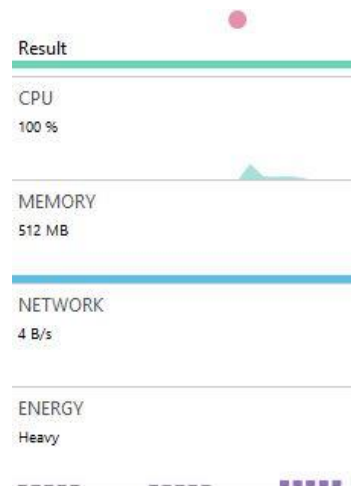 Result
CPU
100 %
MEMORY
512 MB
NETWORK
4 B/s
ENERGY
Heavy